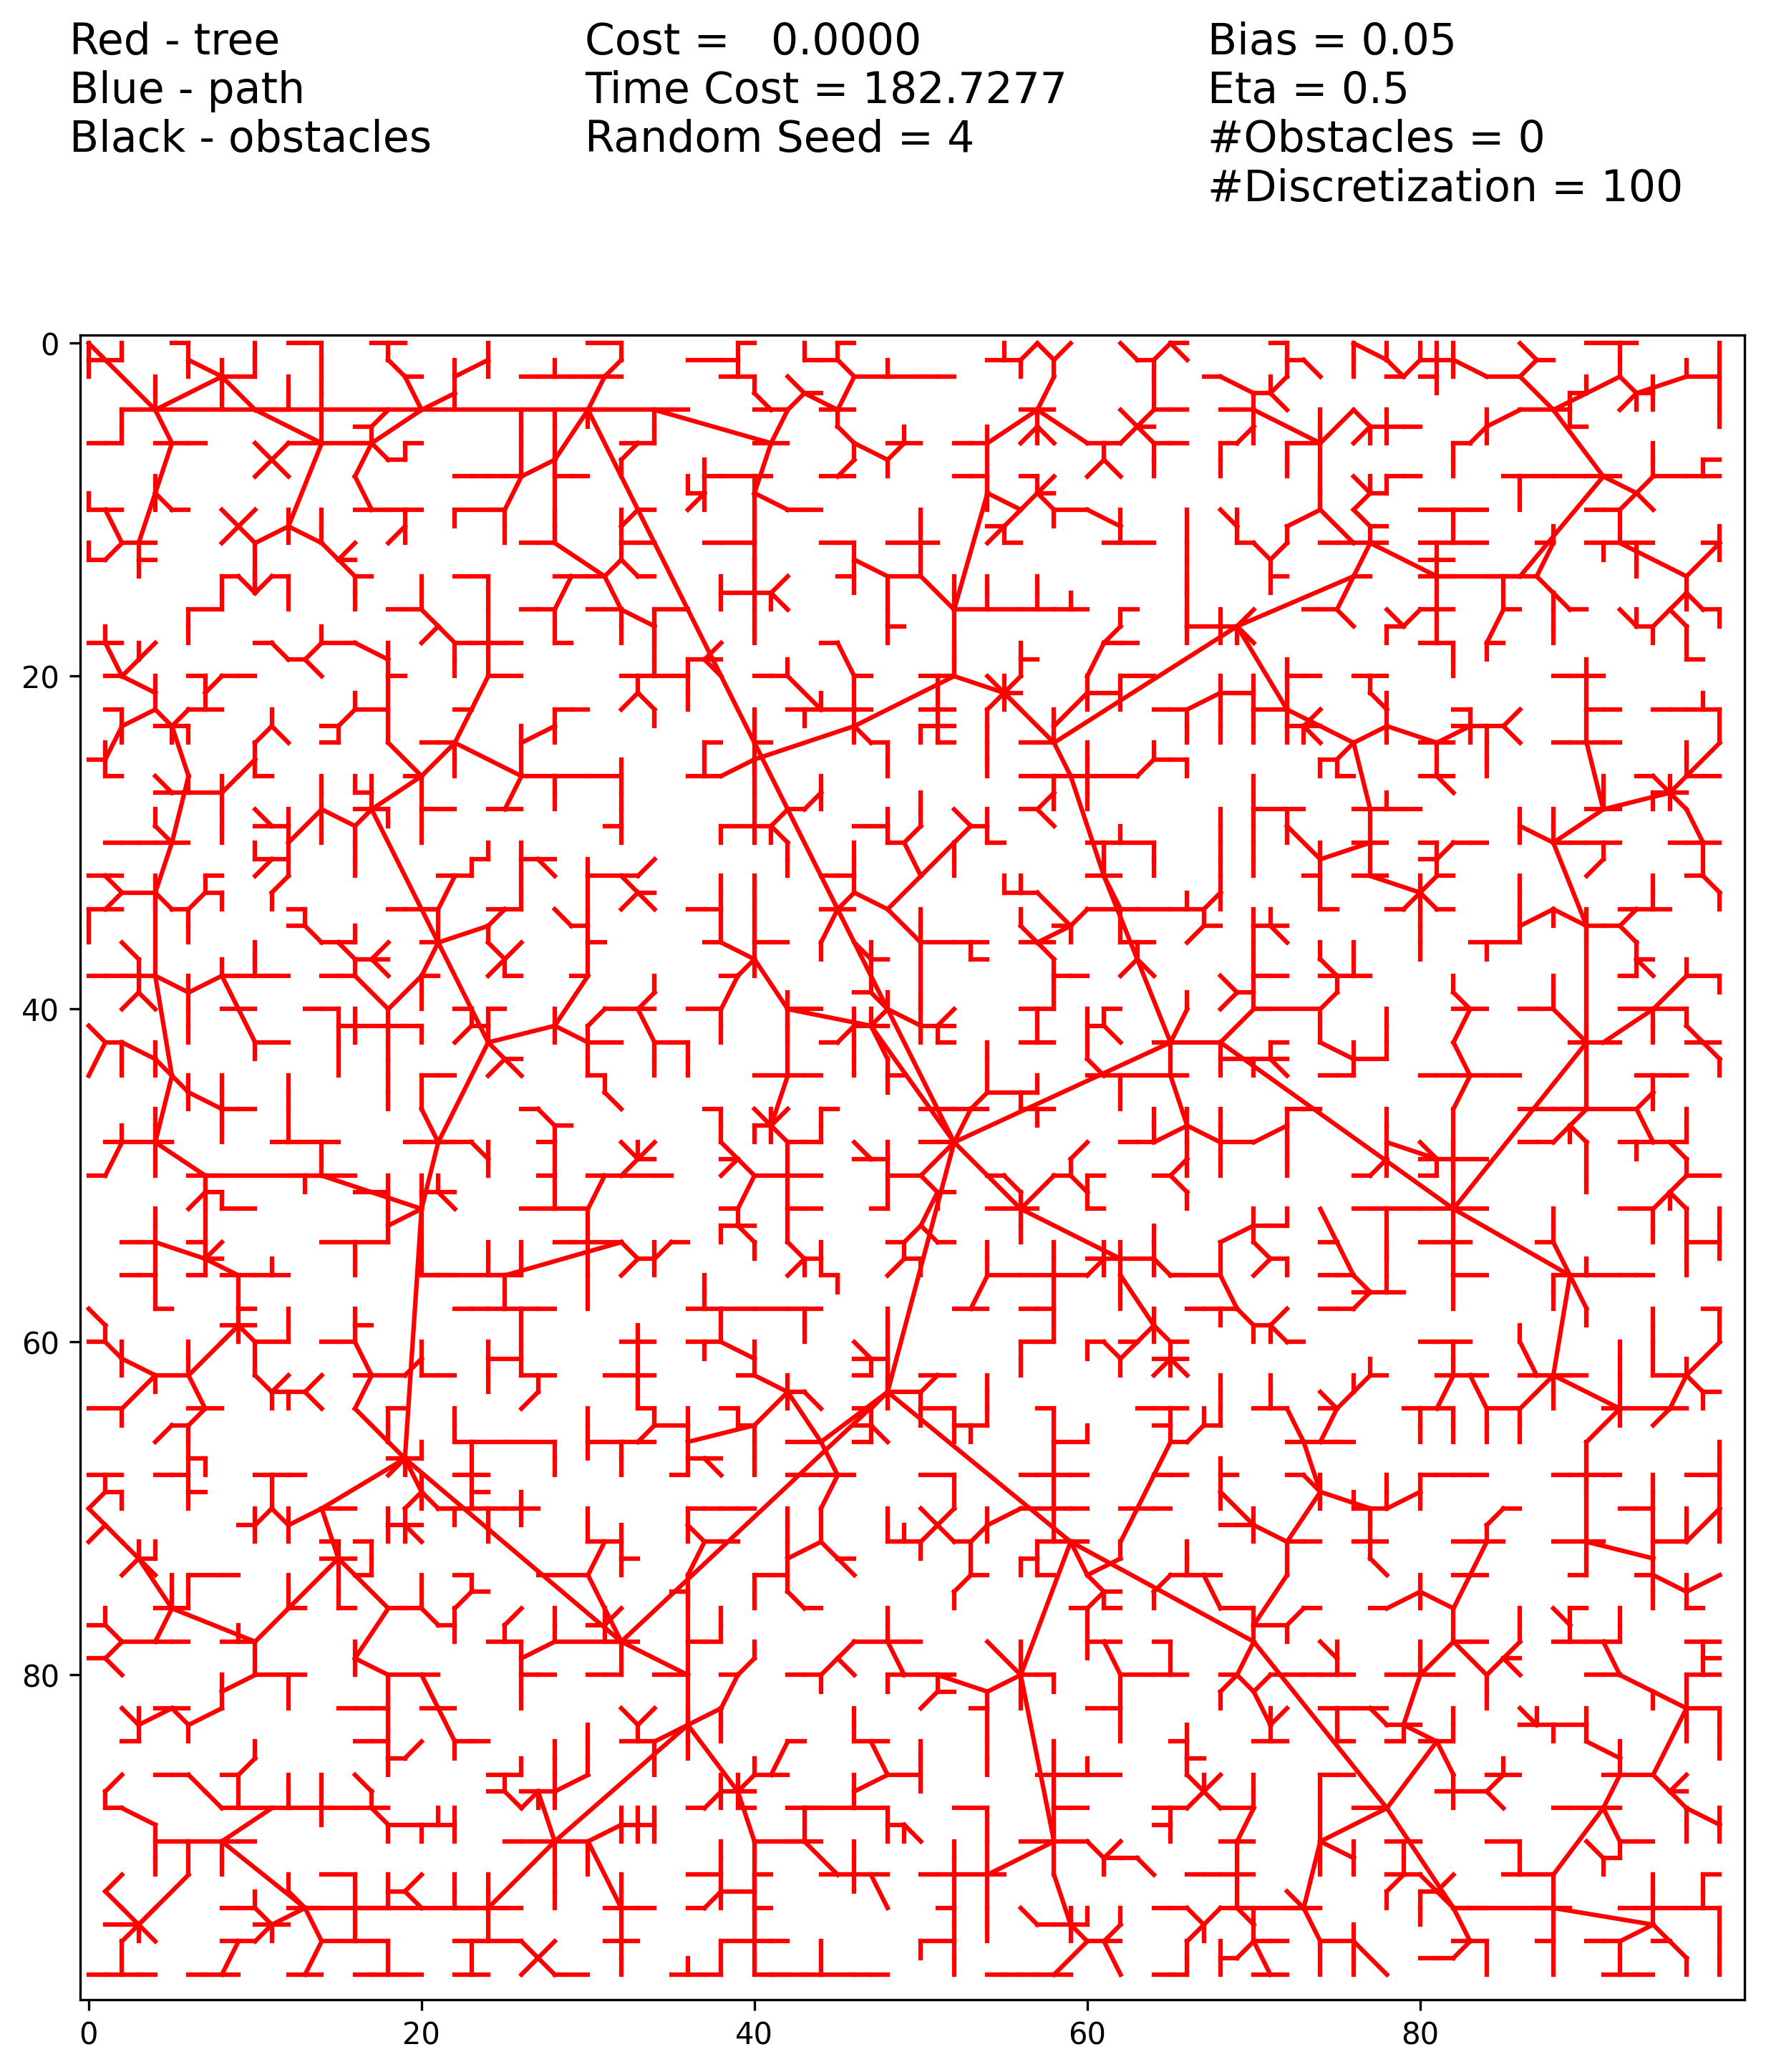 Red - tree
Blue - path
Black - obstacles
Cost = 0.0000
Time Cost = 182.7277
Random Seed = 4
Bias = 0.05
Eta = 0.5
#Obstacles = 0
#Discretization = 100
0
20
40
60
80
0 20 40 60 80